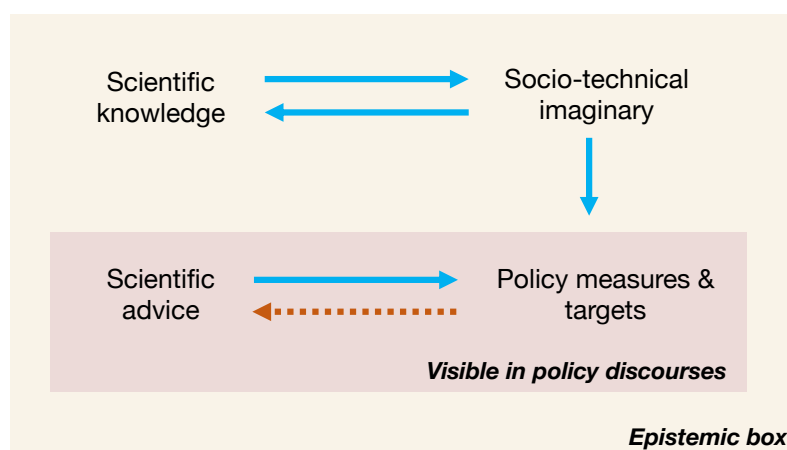 Scientific
knowledge
Socio-technical
imaginary
Scientific
advice
Policy measures &
targets
Visible in policy discourses
Epistemic box